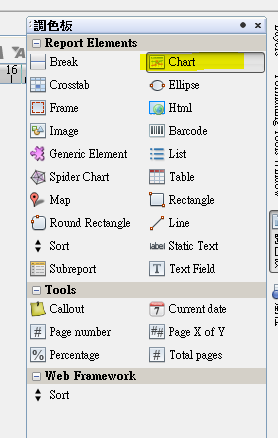 調色板
16
Report Elements
Break Chart
Crosstab Ellipse
Frame Html
Image Barcode
Generic Element List
Spider Chart Table
Map Rectangle
Round Rectangle Line
Sort label Static Text
Subreport T Text Field
Tools
Callout 7 Current date
# Page number ## Page X of Y
% Percentage # Total pages
Web Framework
Sort